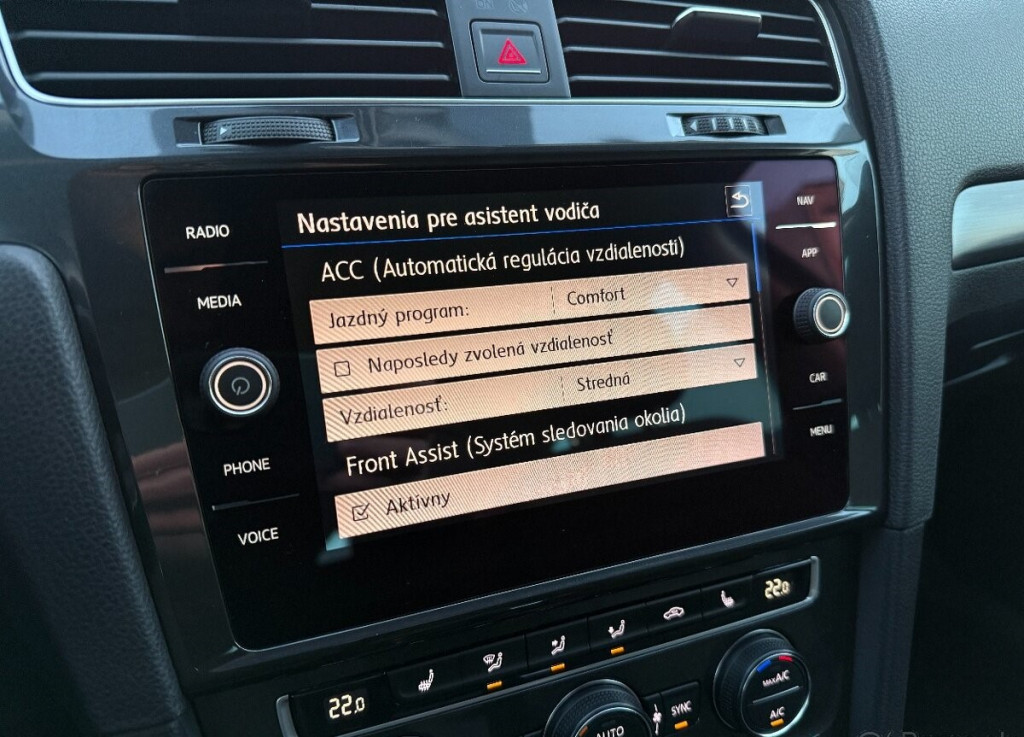 RADIO
MEDIA
PHONE
VOICE
Nastavenia pre asistent vodiča
ACC (Automatická regulácia vzdialenosti)
Jazdný program: Comfort
Naposledy zvolená vzdialenosť
Vzdialenosť: Stredná
Front Assist (Systém sledovania okolia)
Aktívny
NAV
APP
CAR
MENU
22.0
22.0
AUTO
SYNC
MAX A/C
A/C